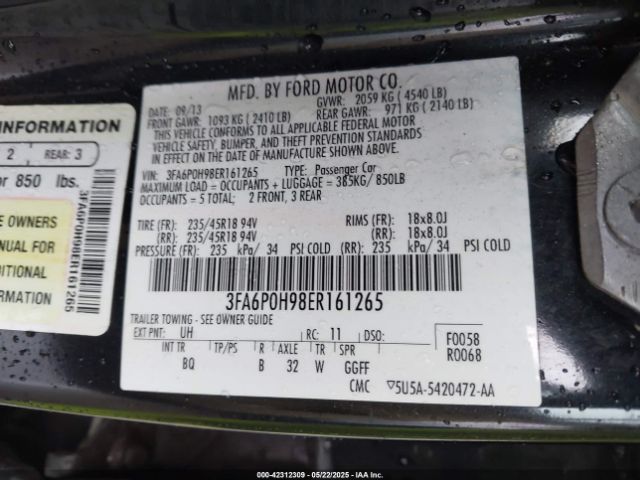 MFD. BY FORD MOTOR CO.
DATE: 09/13 GVWR: 2059 KG ( 4540 LB)
FRONT GAWR: 1093 KG ( 2410 LB) REAR GAWR: 971 KG ( 2140 LB)
THIS VEHICLE CONFORMS TO ALL APPLICABLE FEDERAL MOTOR
VEHICLE SAFETY, BUMPER, AND THEFT PREVENTION STANDARDS
IN EFFECT ON THE DATE OF MANUFACTURE SHOWN ABOVE.
VIN: 3FA6P0H98ER161265 TYPE: Passenger Car
MAXIMUM LOAD = OCCUPANTS + LUGGAGE = 385KG/ 850LB
OCCUPANTS = 5 TOTAL: 2 FRONT, 3 REAR
TIRE (FR): 235/45R18 94V RIMS (FR): 18x8.0J
(RR): 235/45R18 94V (RR): 18x8.0J
PRESSURE (FR): 235 kPa/ 34 PSI COLD (RR): 235 kPa/ 34 PSI COLD
3FA6P0H98ER161265
TRAILER TOWING - SEE OWNER GUIDE
EXT PNT: UH RC: 11 DSO: F0058
R0068
INT TR TP/PS R AXLE TR SPR
BQ B 32 W GGFF
CMC ▽5U5A-5420472-AA
INFORMATION
2 REAR: 3
or 850 lbs.
E OWNERS
ANUAL FOR
DITIONAL
ORMATION
3FA6P0H98ER161265
000-42312309 - 05/22/2025 - IAAI.COM